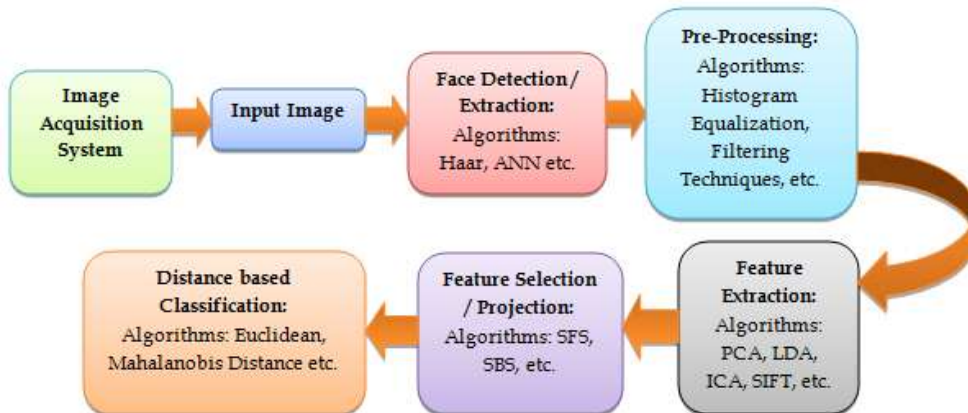 Image
Acquisition
System
Input Image
Face Detection /
Extraction:
Algorithms:
Haar, ANN etc.
Pre-Processing:
Algorithms:
Histogram
Equalization,
Filtering
Techniques, etc.
Feature
Extraction:
Algorithms:
PCA, LDA,
ICA, SIFT, etc.
Feature Selection
/ Projection:
Algorithms: SFS,
SBS, etc.
Distance based
Classification:
Algorithms: Euclidean,
Mahalanobis Distance etc.